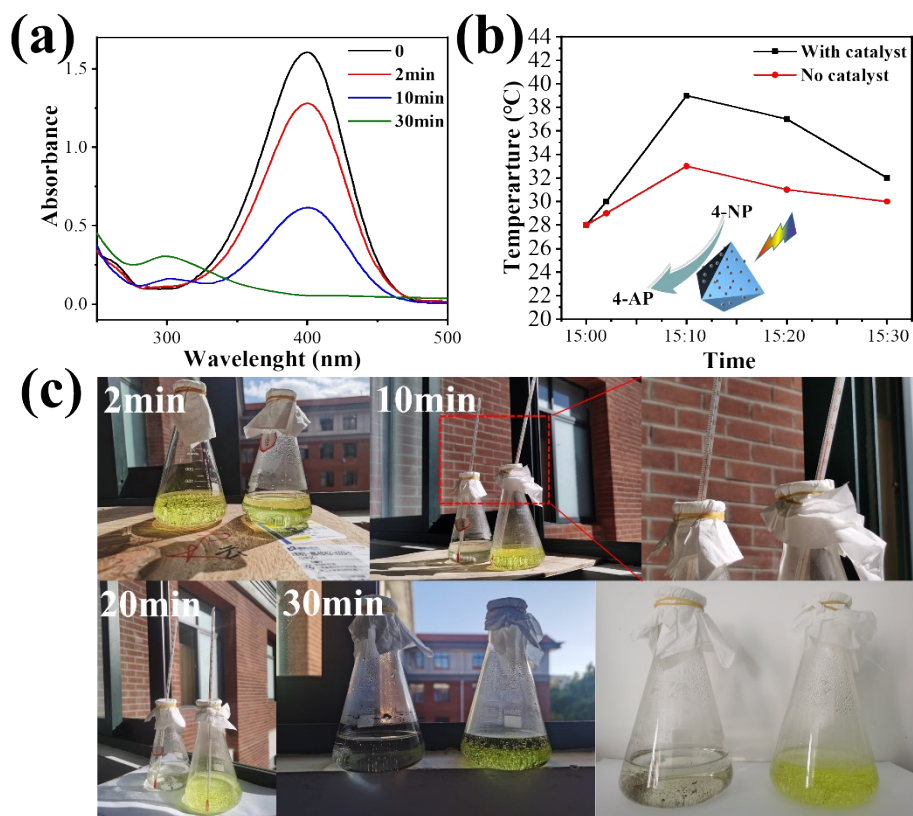 (a)
0
2min
10min
30min
Absorbance
1.5
1.0
0.5
0.0
300
400
500
Wavelenght (nm)
(b)
With catalyst
No catalyst
Temperarture (℃)
44
42
40
38
36
34
32
30
28
26
24
22
20
4-NP
4-AP
15:00
15:10
15:20
15:30
Time
(c)
2min
10min
20min
30min